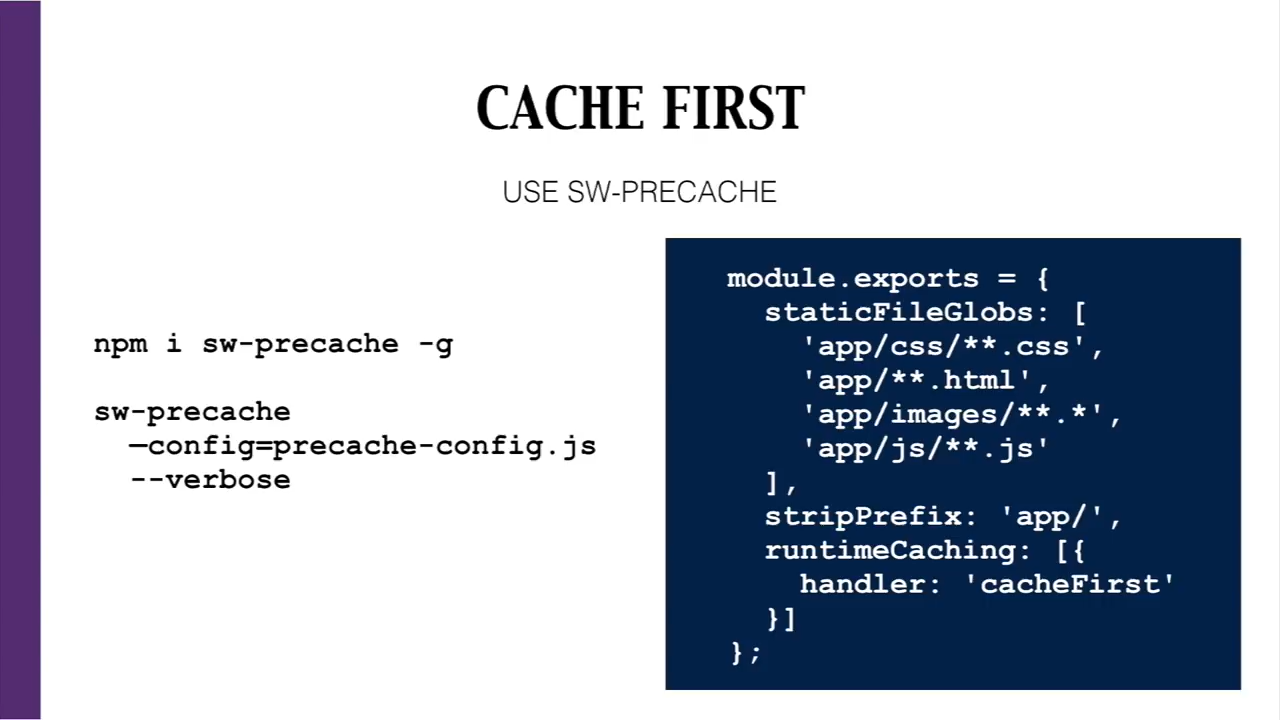 CACHE FIRST
USE SW-PRECACHE
npm i sw-precache -g
sw-precache
—config=precache-config.js
--verbose
module.exports = {
staticFileGlobs: [
'app/css/**.css',
'app/**.html',
'app/images/**.*',
'app/js/**.js'
],
stripPrefix: 'app/',
runtimeCaching: [{
handler: 'cacheFirst'
}]
};